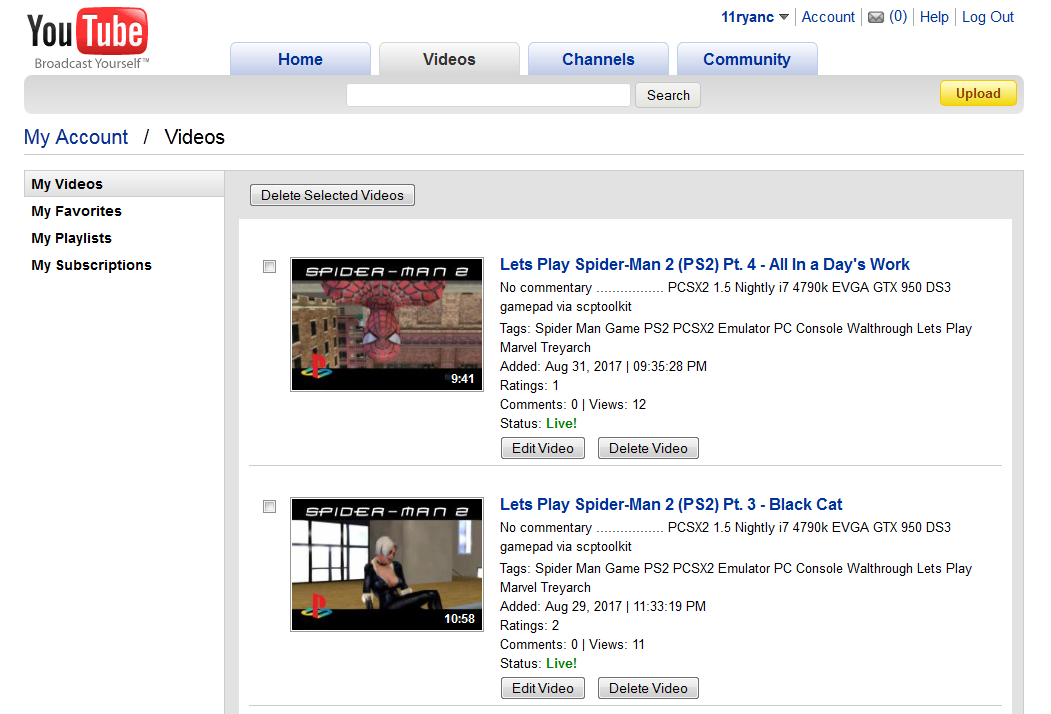 YouTube
Broadcast Yourself™
11ryanc Account (0) Help Log Out
Home Videos Channels Community
Search Upload
My Account / Videos
My Videos
My Favorites
My Playlists
My Subscriptions
Delete Selected Videos
SPIDER-MAN 2
9:41
Lets Play Spider-Man 2 (PS2) Pt. 4 - All In a Day's Work
No commentary ................. PCSX2 1.5 Nightly i7 4790k EVGA GTX 950 DS3
gamepad via scptoolkit
Tags: Spider Man Game PS2 PCSX2 Emulator PC Console Walthrough Lets Play
Marvel Treyarch
Added: Aug 31, 2017 | 09:35:28 PM
Ratings: 1
Comments: 0 | Views: 12
Status: Live!
Edit Video Delete Video
SPIDER-MAN 2
10:58
Lets Play Spider-Man 2 (PS2) Pt. 3 - Black Cat
No commentary ................. PCSX2 1.5 Nightly i7 4790k EVGA GTX 950 DS3
gamepad via scptoolkit
Tags: Spider Man Game PS2 PCSX2 Emulator PC Console Walthrough Lets Play
Marvel Treyarch
Added: Aug 29, 2017 | 11:33:19 PM
Ratings: 2
Comments: 0 | Views: 11
Status: Live!
Edit Video Delete Video